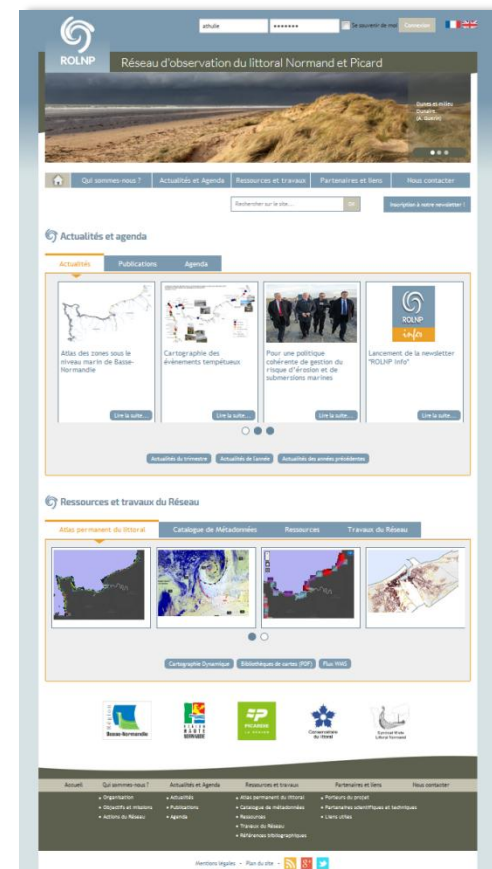 athulie
•••••••
Se souvenir de moi
Connexion
ROLNP
Réseau d'observation du littoral Normand et Picard
Dunes et milieu
Dunaire.
Qui sommes-nous ?
Actualités et Agenda
Ressources et travaux
Partenaires et liens
Nous contacter
Rechercher sur le site...
Inscription à notre newsletter !
Actualités et agenda
Actualités
Publications
Agenda
Atlas des zones sous le
niveau marin de Basse-
Normandie
Lire la suite...
Cartographie des
évènements tempétueux
Lire la suite...
Pour une politique
cohérente de gestion du
risque d'érosion et de
submersions marines
Lire la suite...
ROLNP
info
Lancement de la newsletter
"ROLNP Info"
Lire la suite...
Actualités du trimestre
Actualités de l'année
Actualités des années précédentes
Ressources et travaux du Réseau
Atlas permanent du littoral
Catalogue de Métadonnées
Ressources
Travaux du Réseau
Cartographie Dynamique
Bibliothèques de cartes (PDF)
Flux WMS
Région
Basse-Normandie
REGION
HAUTE
NORMANDIE
PICARDIE
LA REGION
Conservatoire
du littoral
Accueil
Qui sommes-nous ?
• Organisation
• Objectifs et missions
• Actions du Réseau
Actualités et Agenda
• Actualités
• Publications
• Agenda
Ressources et travaux
• Atlas permanent du littoral
• Catalogue de métadonnées
• Ressources
• Travaux du Réseau
• Références bibliographiques
Partenaires et liens
• Porteurs du projet
• Partenaires scientifiques et techniques
• Liens utiles
Nous contacter
Mentions légales - Plan du site -